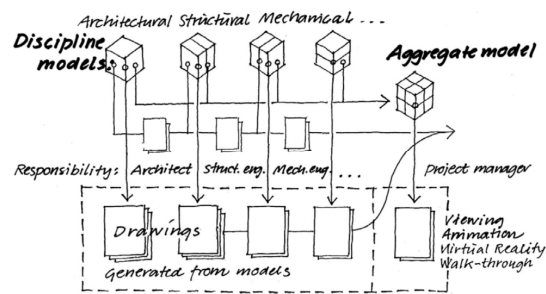 Architectural Structural Mechanical...
Discipline models:
Aggregate model
Responsibility: Architect Struct.eng. Mech.eng. ... Project manager
Drawings
Generated from models
Viewing
Animation
Virtual Reality
Walk-through